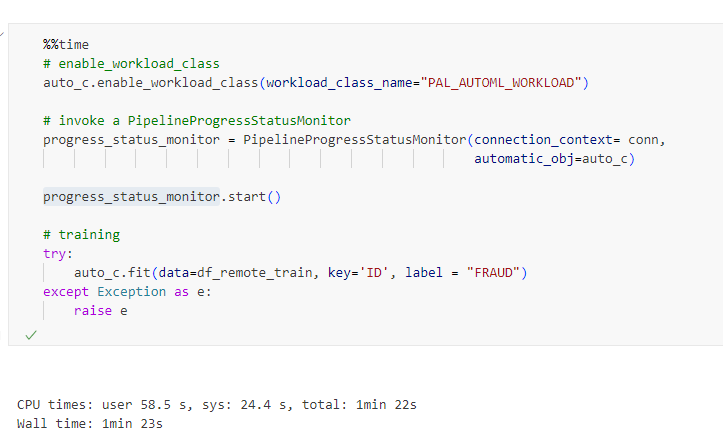 %%time
# enable_workload_class
auto_c.enable_workload_class(workload_class_name="PAL_AUTOML_WORKLOAD")
# invoke a PipelineProgressStatusMonitor
progress_status_monitor = PipelineProgressStatusMonitor(connection_context= conn,
automatic_obj=auto_c)
progress_status_monitor.start()
# training
try:
auto_c.fit(data=df_remote_train, key='ID', label = "FRAUD")
except Exception as e:
raise e
CPU times: user 58.5 s, sys: 24.4 s, total: 1min 22s
Wall time: 1min 23s